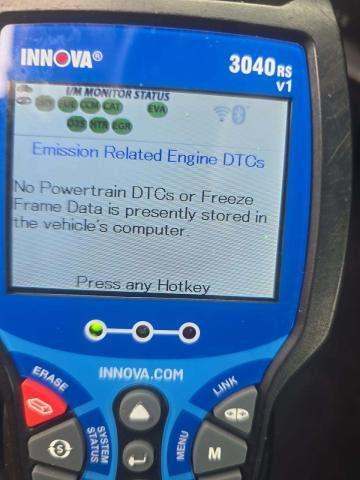 INNOVA®
3040RS
v1
I/M MONITOR STATUS
CCM CAT EVA
O2S HTR EGR
Emission Related Engine DTCs
No Powertrain DTCs or Freeze
Frame Data is presently stored in
the vehicle's computer.
Press any Hotkey
INNOVA.COM
ERASE
LINK
SYSTEM
STATUS
MENU
S
M